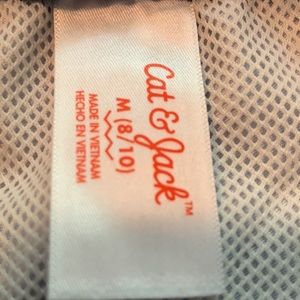 Cat & Jack™
M (8/10)
MADE IN VIETNAM
HECHO EN VIETNAM